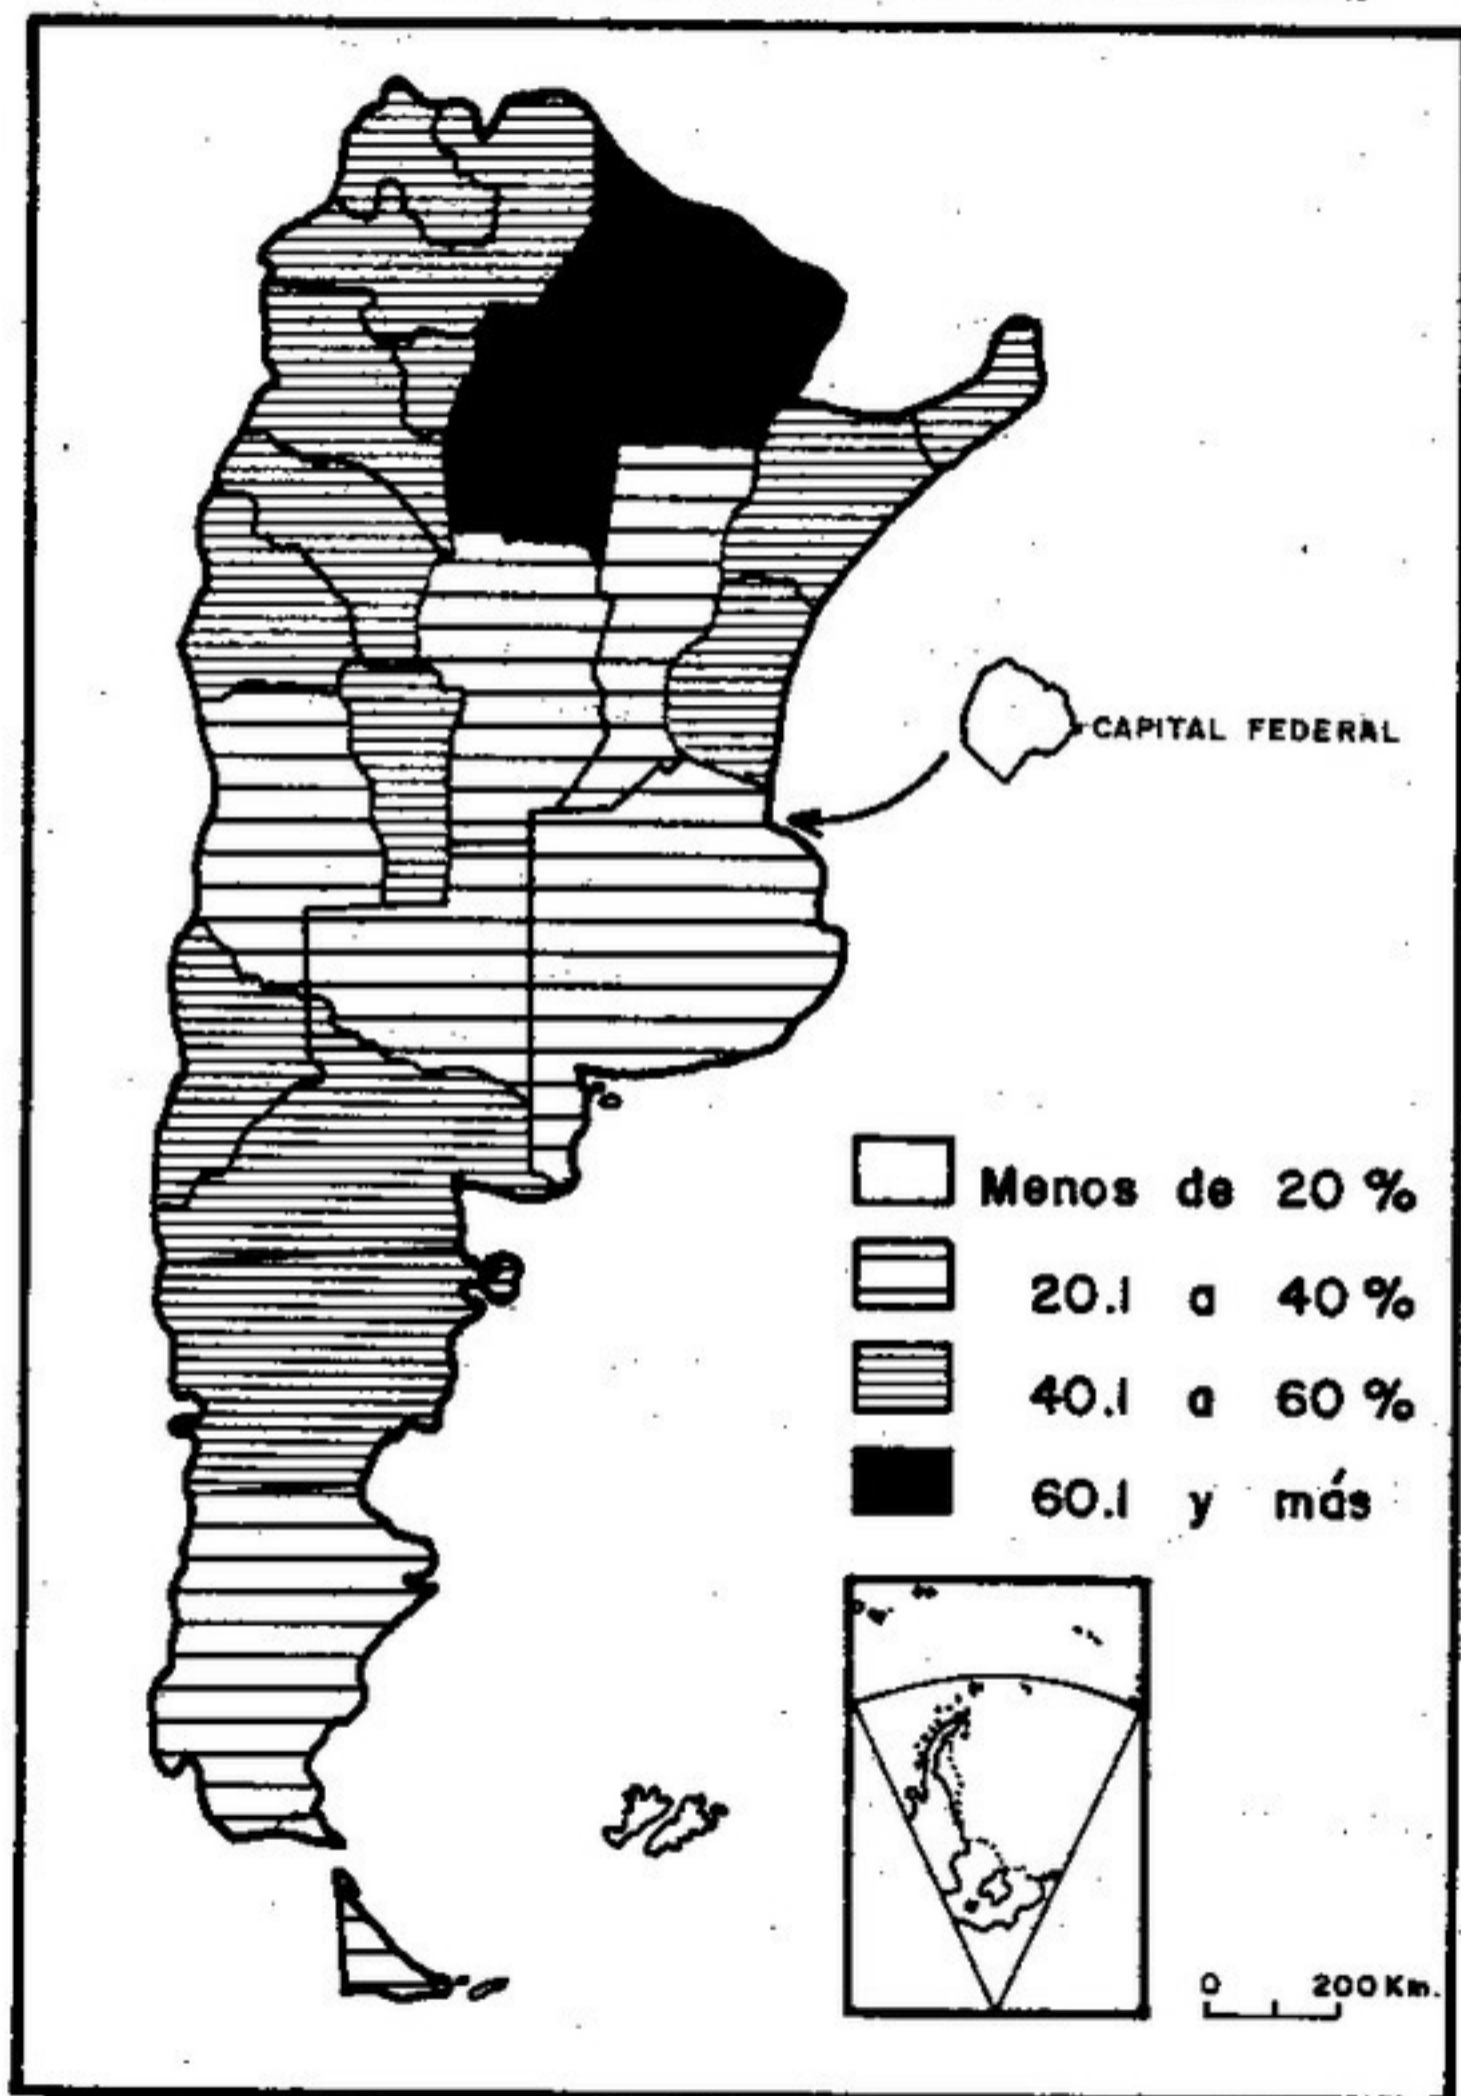 CAPITAL FEDERAL
Menos de 20 %
20.1 a 40 %
40.1 a 60 %
60.1 y más
0 200 Km.